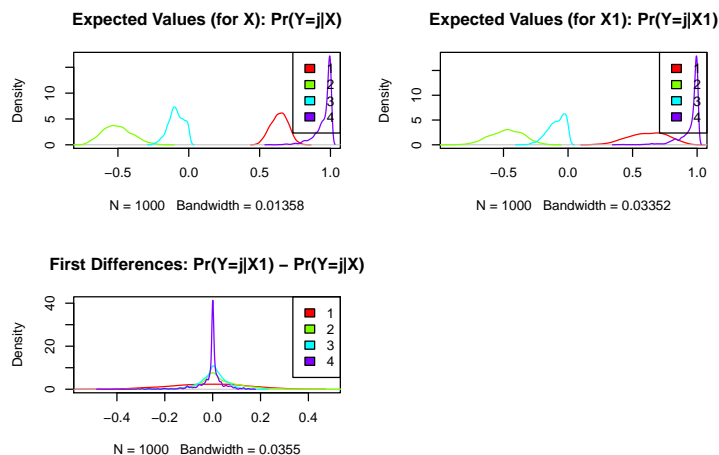 Expected Values (for X): Pr(Y=j|X)
Density
0 5 10
1
2
3
4
−0.5 0.0 0.5 1.0
N = 1000 Bandwidth = 0.01358
Expected Values (for X1): Pr(Y=j|X1)
Density
0 5 10
1
2
3
4
−0.5 0.0 0.5 1.0
N = 1000 Bandwidth = 0.03352
First Differences: Pr(Y=j|X1) − Pr(Y=j|X)
Density
0 20 40
1
2
3
4
−0.4 −0.2 0.0 0.2 0.4
N = 1000 Bandwidth = 0.0355